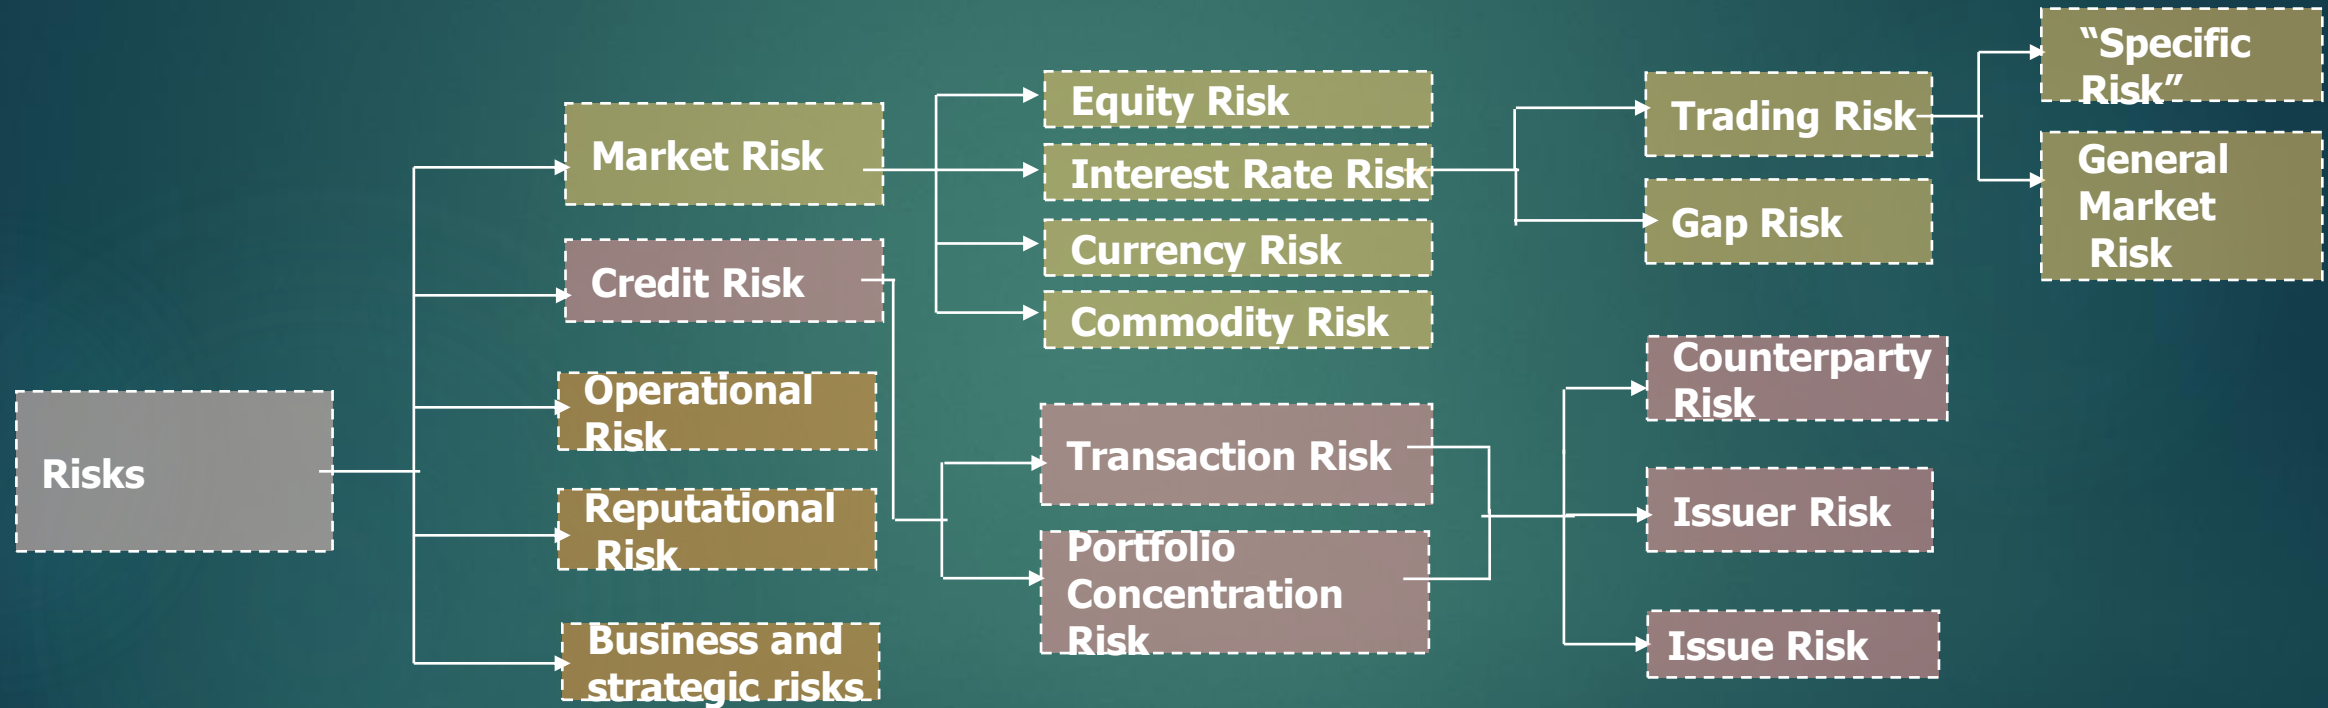 Risks
Market Risk
Credit Risk
Operational
Risk
Reputational
Risk
Business and
strategic risks
Equity Risk
Interest Rate Risk
Currency Risk
Commodity Risk
Transaction Risk
Portfolio
Concentration
Risk
Trading Risk
Gap Risk
Counterparty
Risk
Issuer Risk
Issue Risk
“Specific
Risk”
General
Market
Risk